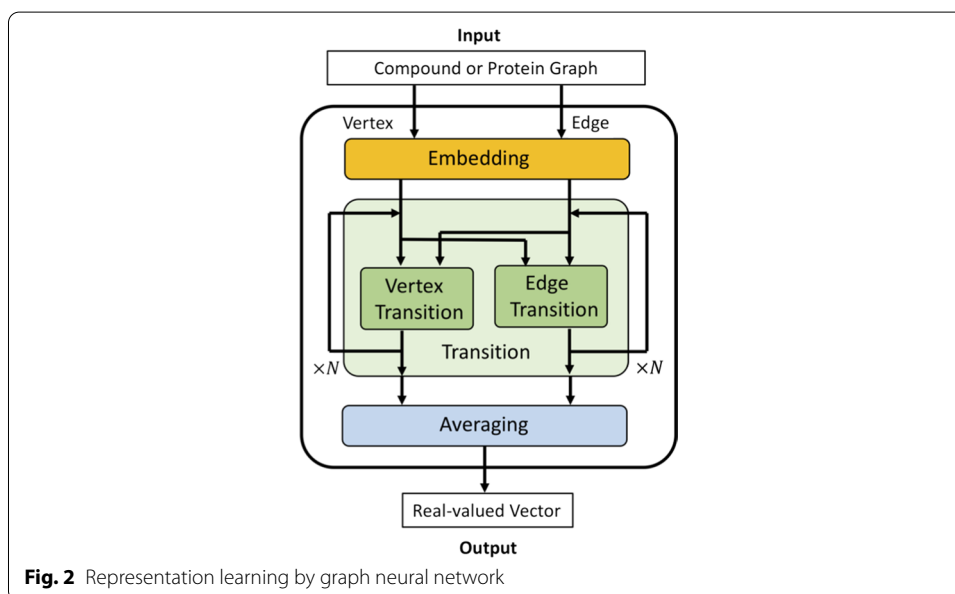 Input
Compound or Protein Graph
Vertex Edge
Embedding
Vertex
Transition
Edge
Transition
Transition
×N ×N
Averaging
Real-valued Vector
Output
Fig. 2 Representation learning by graph neural network